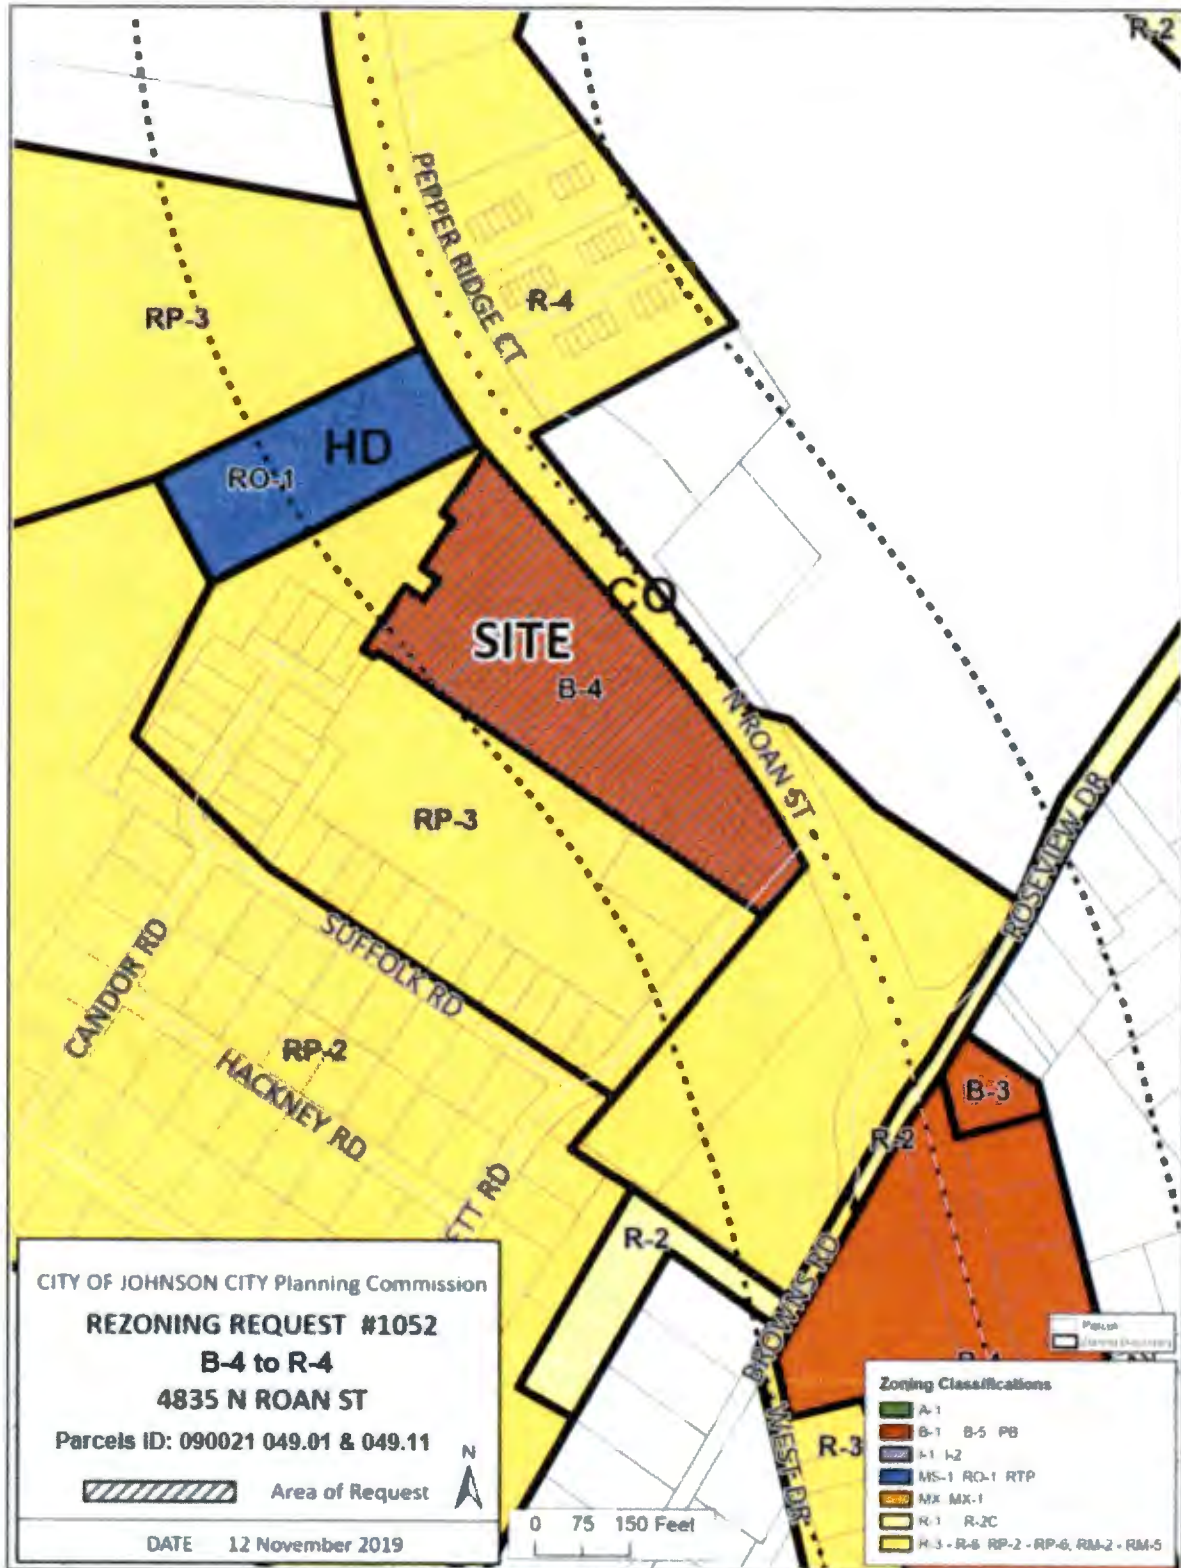 R-2
PEPPER RIDGE CT
R-4
RP-3
HD
RO-1
CO
SITE
B-4
N ROAN ST
ROSEVIEW DR
RP-3
SUFFOLK RD
CANDOR RD
RP-2
HACKNEY RD
B-3
R-2
ETT RD
R-2
BROWNS RD
R-3
WEST DR
CITY OF JOHNSON CITY Planning Commission
REZONING REQUEST #1052
B-4 to R-4
4835 N ROAN ST
Parcels ID: 090021 049.01 & 049.11
N
Area of Request
DATE 12 November 2019
0 75 150 Feet
Zoning Classifications
A-1
B-1 B-5 PB
I-1 I-2
MS-1 RO-1 RTP
MX MX-1
R-1 R-2C
R-3 - R-6 RP-2 - RP-6, RM-2 - RM-5